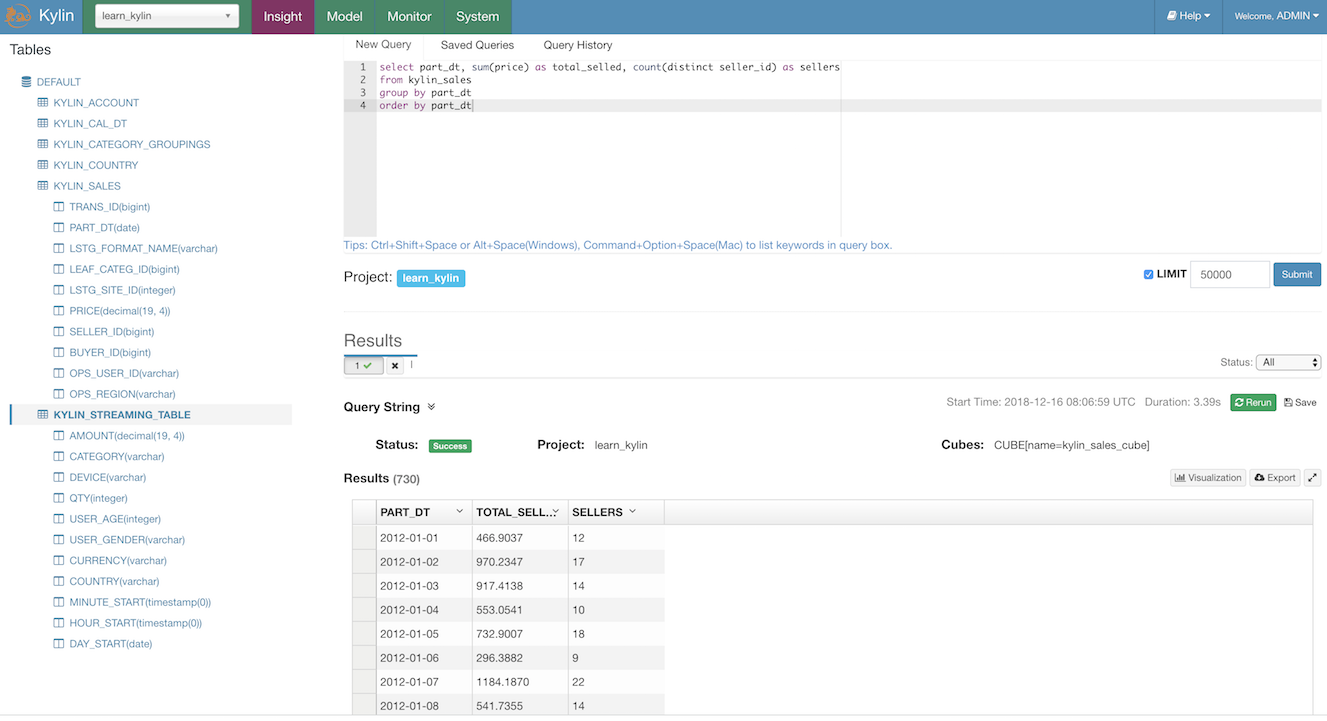 Kylin learn_kylin Insight Model Monitor System Help Welcome, ADMIN
Tables
DEFAULT
KYLIN_ACCOUNT
KYLIN_CAL_DT
KYLIN_CATEGORY_GROUPINGS
KYLIN_COUNTRY
KYLIN_SALES
TRANS_ID(bigint)
PART_DT(date)
LSTG_FORMAT_NAME(varchar)
LEAF_CATEG_ID(bigint)
LSTG_SITE_ID(integer)
PRICE(decimal(19, 4))
SELLER_ID(bigint)
BUYER_ID(bigint)
OPS_USER_ID(varchar)
OPS_REGION(varchar)
KYLIN_STREAMING_TABLE
AMOUNT(decimal(19, 4))
CATEGORY(varchar)
DEVICE(varchar)
QTY(integer)
USER_AGE(integer)
USER_GENDER(varchar)
CURRENCY(varchar)
COUNTRY(varchar)
MINUTE_START(timestamp(0))
HOUR_START(timestamp(0))
DAY_START(date)
New Query Saved Queries Query History
1 select part_dt, sum(price) as total_selled, count(distinct seller_id) as sellers
2 from kylin_sales
3 group by part_dt
4 order by part_dt
Tips: Ctrl+Shift+Space or Alt+Space(Windows), Command+Option+Space(Mac) to list keywords in query box.
Project: learn_kylin LIMIT 50000 Submit
Results
1
Status: All
Query String Start Time: 2018-12-16 08:06:59 UTC Duration: 3.39s Rerun Save
Status: Success Project: learn_kylin Cubes: CUBE[name=kylin_sales_cube]
Results (730) Visualization Export
PART_DT TOTAL_SELL... SELLERS
2012-01-01 466.9037 12
2012-01-02 970.2347 17
2012-01-03 917.4138 14
2012-01-04 553.0541 10
2012-01-05 732.9007 18
2012-01-06 296.3882 9
2012-01-07 1184.1870 22
2012-01-08 541.7355 14